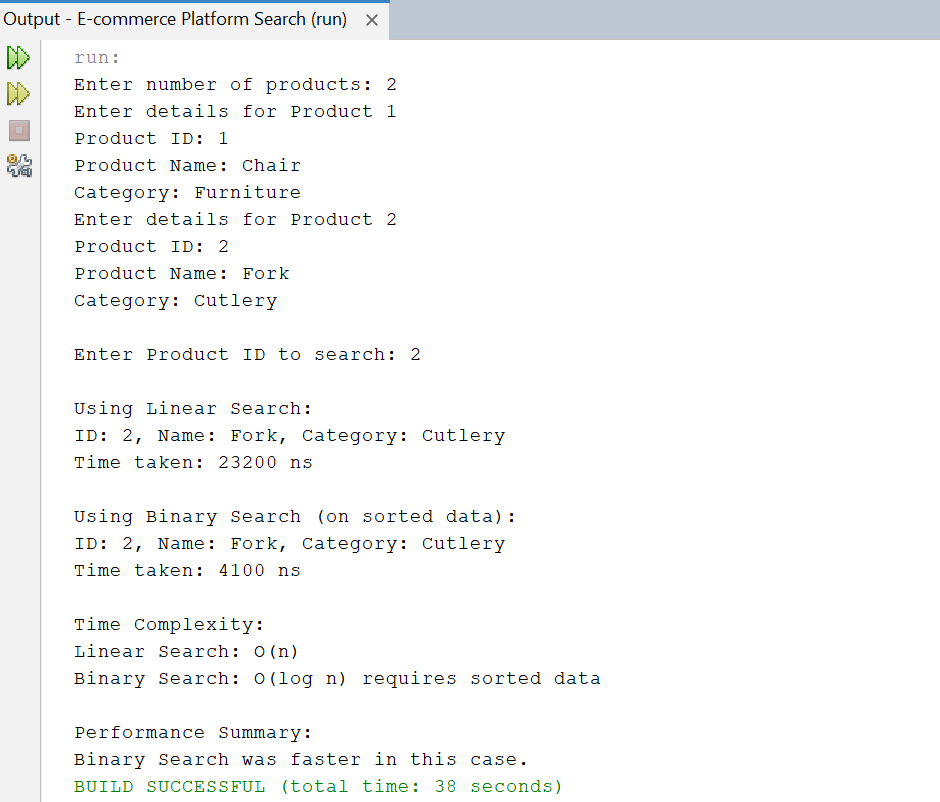 Output - E-commerce Platform Search (run)
run:
Enter number of products: 2
Enter details for Product 1
Product ID: 1
Product Name: Chair
Category: Furniture
Enter details for Product 2
Product ID: 2
Product Name: Fork
Category: Cutlery
Enter Product ID to search: 2
Using Linear Search:
ID: 2, Name: Fork, Category: Cutlery
Time taken: 23200 ns
Using Binary Search (on sorted data):
ID: 2, Name: Fork, Category: Cutlery
Time taken: 4100 ns
Time Complexity:
Linear Search: O(n)
Binary Search: O(log n) requires sorted data
Performance Summary:
Binary Search was faster in this case.
BUILD SUCCESSFUL (total time: 38 seconds)